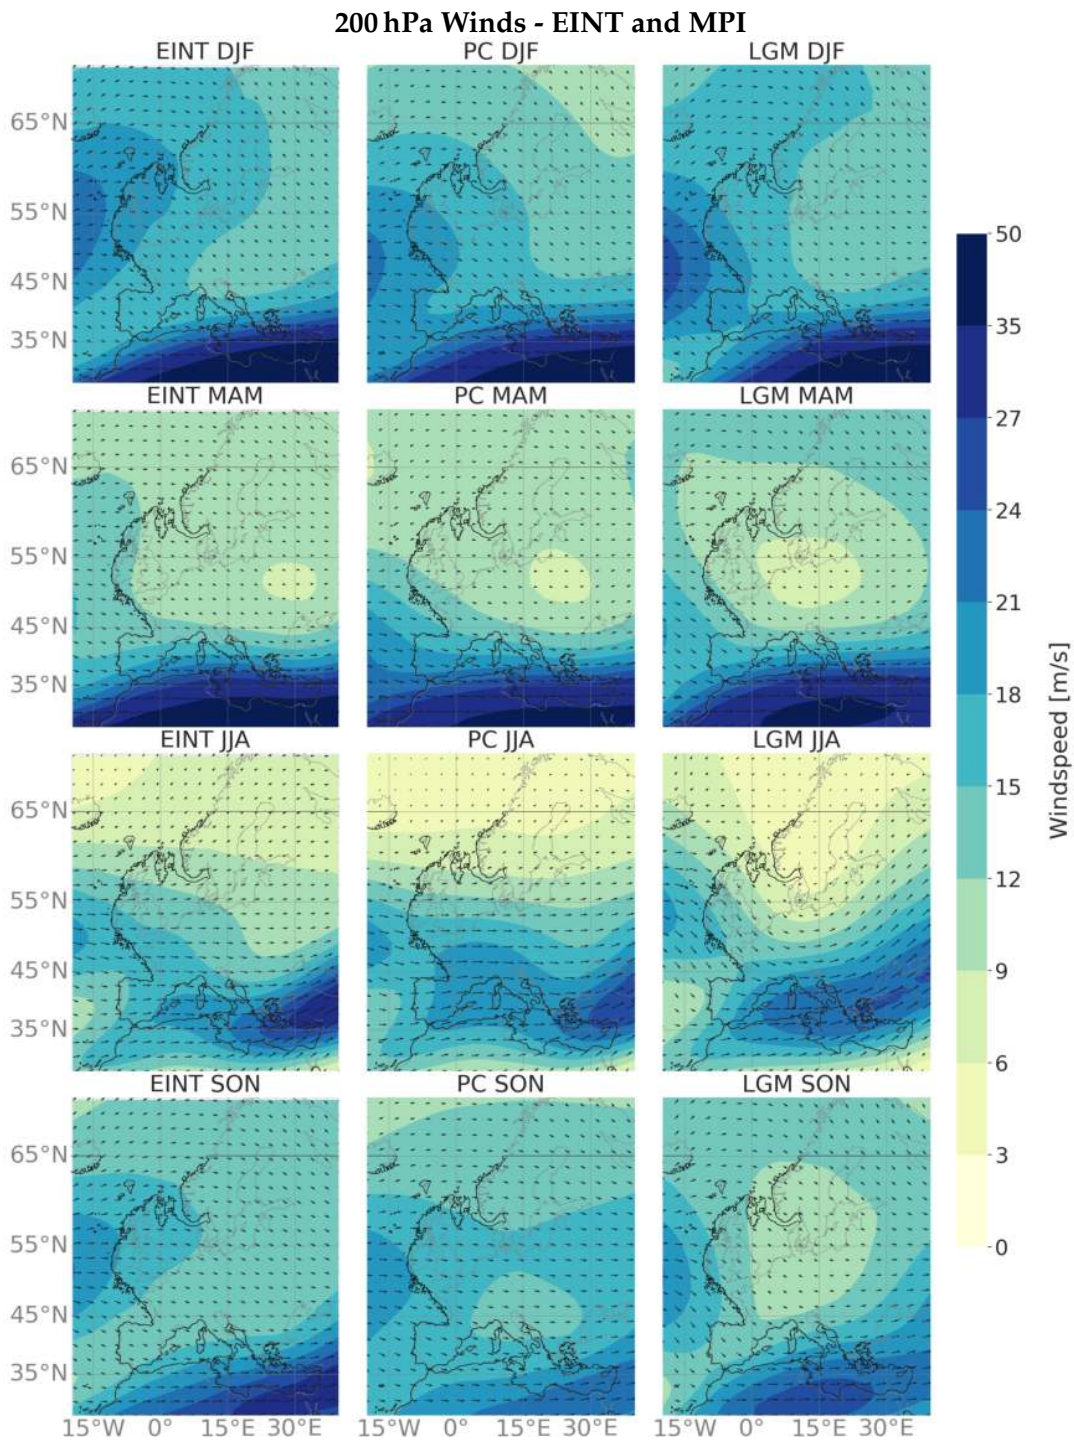 200 hPa Winds - EINT and MPI
EINT DJF PC DJF LGM DJF
65°N
55°N
45°N
35°N
EINT MAM PC MAM LGM MAM
65°N
55°N
45°N
35°N
EINT JJA PC JJA LGM JJA
65°N
55°N
45°N
35°N
EINT SON PC SON LGM SON
65°N
55°N
45°N
35°N
15°W 0° 15°E 30°E 15°W 0° 15°E 30°E 15°W 0° 15°E 30°E
50
35
27
24
21
18
15
12
9
6
3
0
Windspeed [m/s]